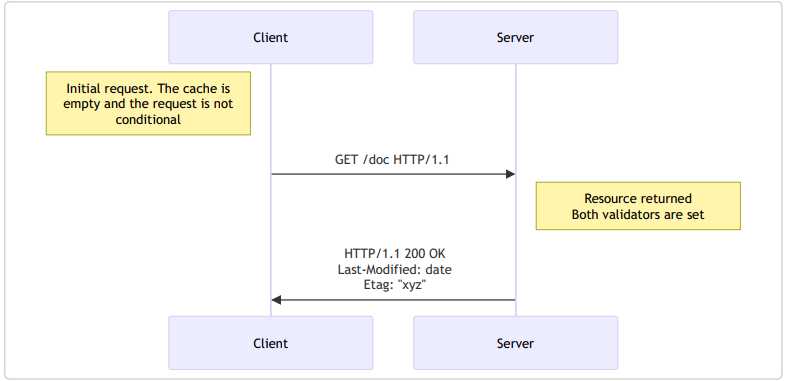 Client
Server
Initial request. The cache is
empty and the request is not
conditional
GET /doc HTTP/1.1
Resource returned
Both validators are set
HTTP/1.1 200 OK
Last-Modified: date
Etag: "xyz"
Client
Server